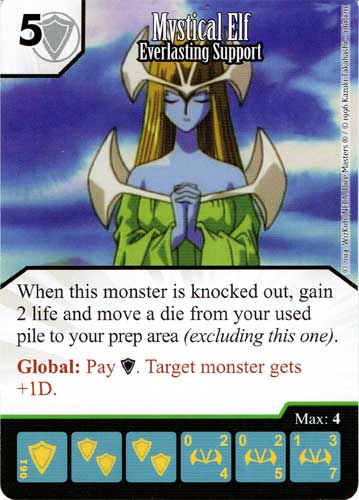 5
Mystical Elf
Everlasting Support
When this monster is knocked out, gain
2 life and move a die from your used
pile to your prep area (excluding this one).
Global: Pay . Target monster gets
+1D.
Max: 4
061
0 2
4
0 2
5
1 3
7